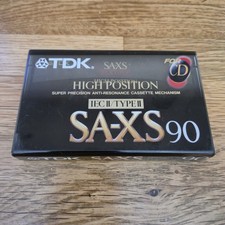 TDK SAXS FOR CD
HIGH POSITION
SUPER PRECISION ANTI-RESONANCE CASSETTE MECHANISM
IEC II/TYPE II
SA-XS 90